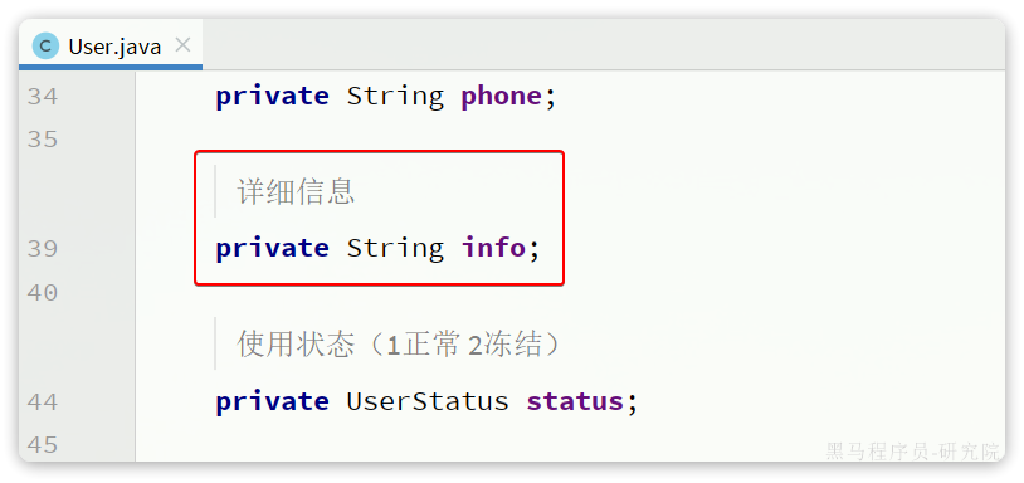 User.java
34 private String phone;
35
详细信息
39 private String info;
40
使用状态（1正常 2冻结）
44 private UserStatus status;
45
黑马程序员-研究院